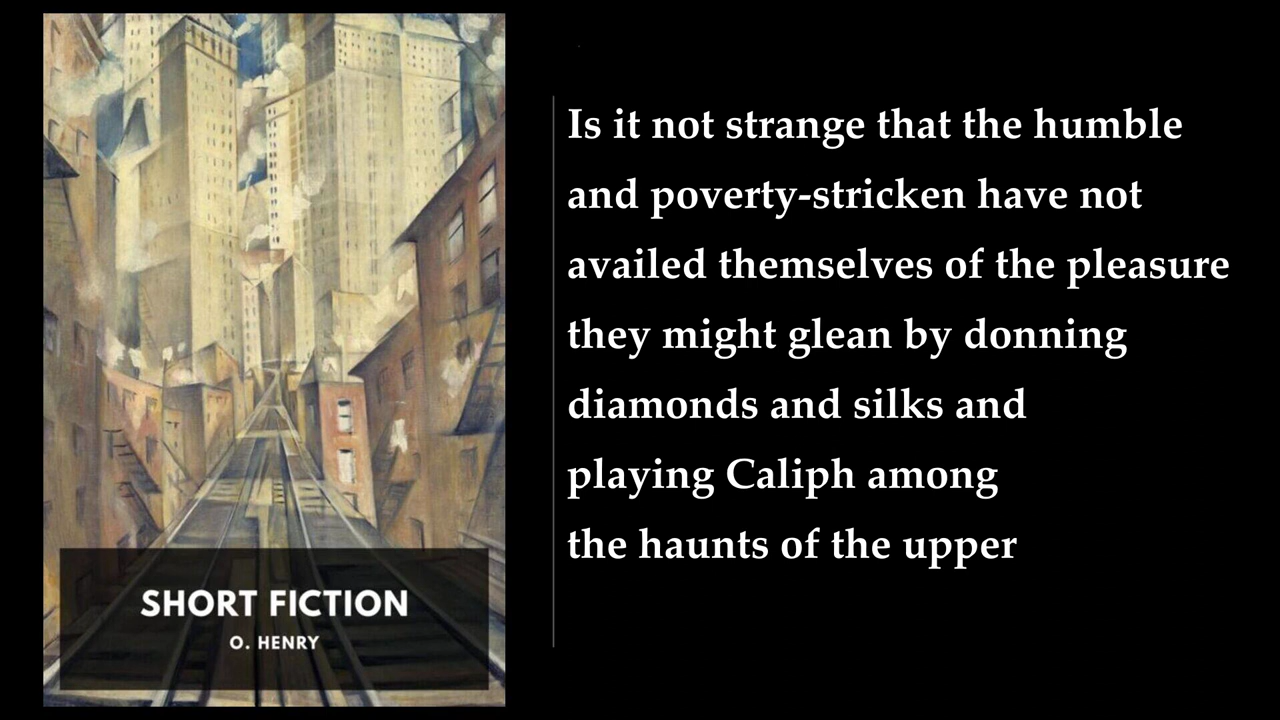 SHORT FICTION
O. HENRY
Is it not strange that the humble
and poverty-stricken have not
availed themselves of the pleasure
they might glean by donning
diamonds and silks and
playing Caliph among
the haunts of the upper